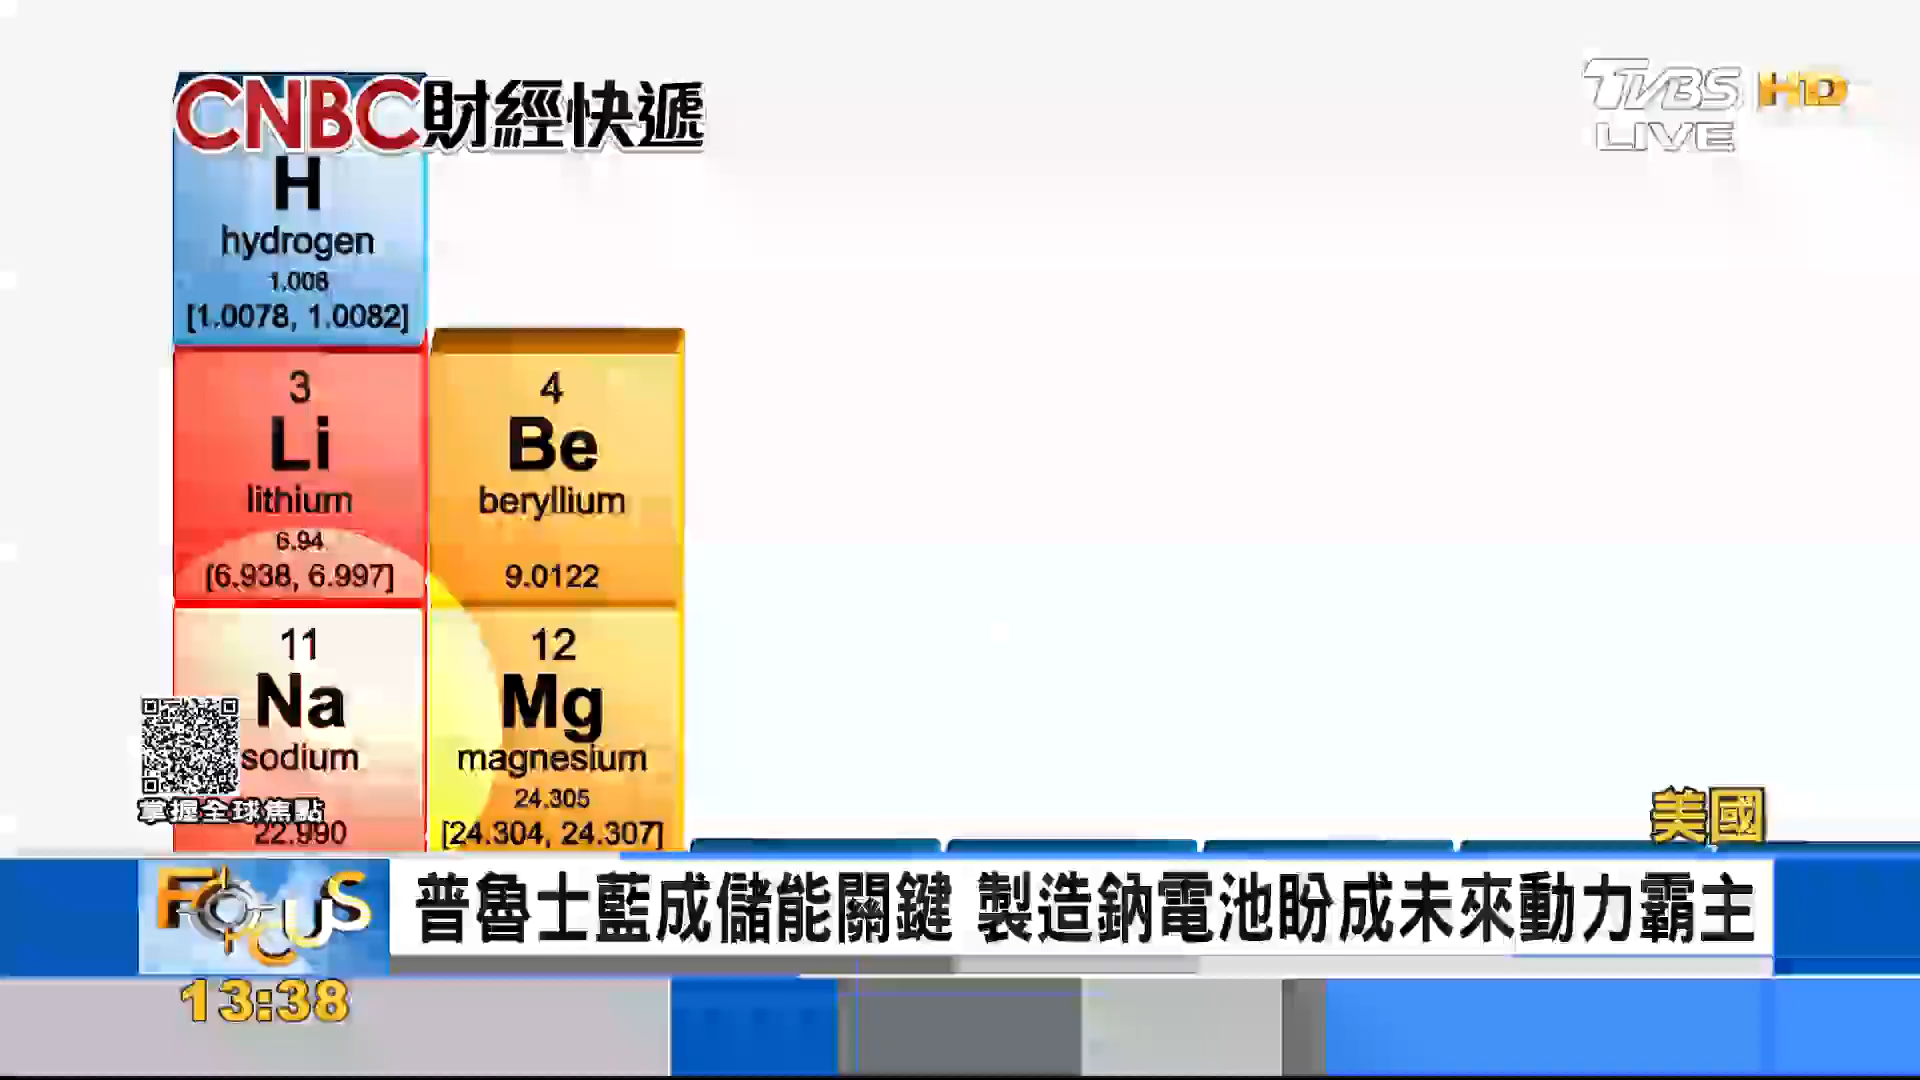 CNBC財經快遞
TVBS HD
LIVE
H
hydrogen
1.008
[1.0078, 1.0082]
3
Li
lithium
6.94
[6.938, 6.997]
4
Be
beryllium
9.0122
11
Na
sodium
22.990
12
Mg
magnesium
24.305
[24.304, 24.307]
掌握全球焦點
美國
FOCUS
普魯士藍成儲能關鍵 製造鈉電池盼成未來動力霸主
13:38